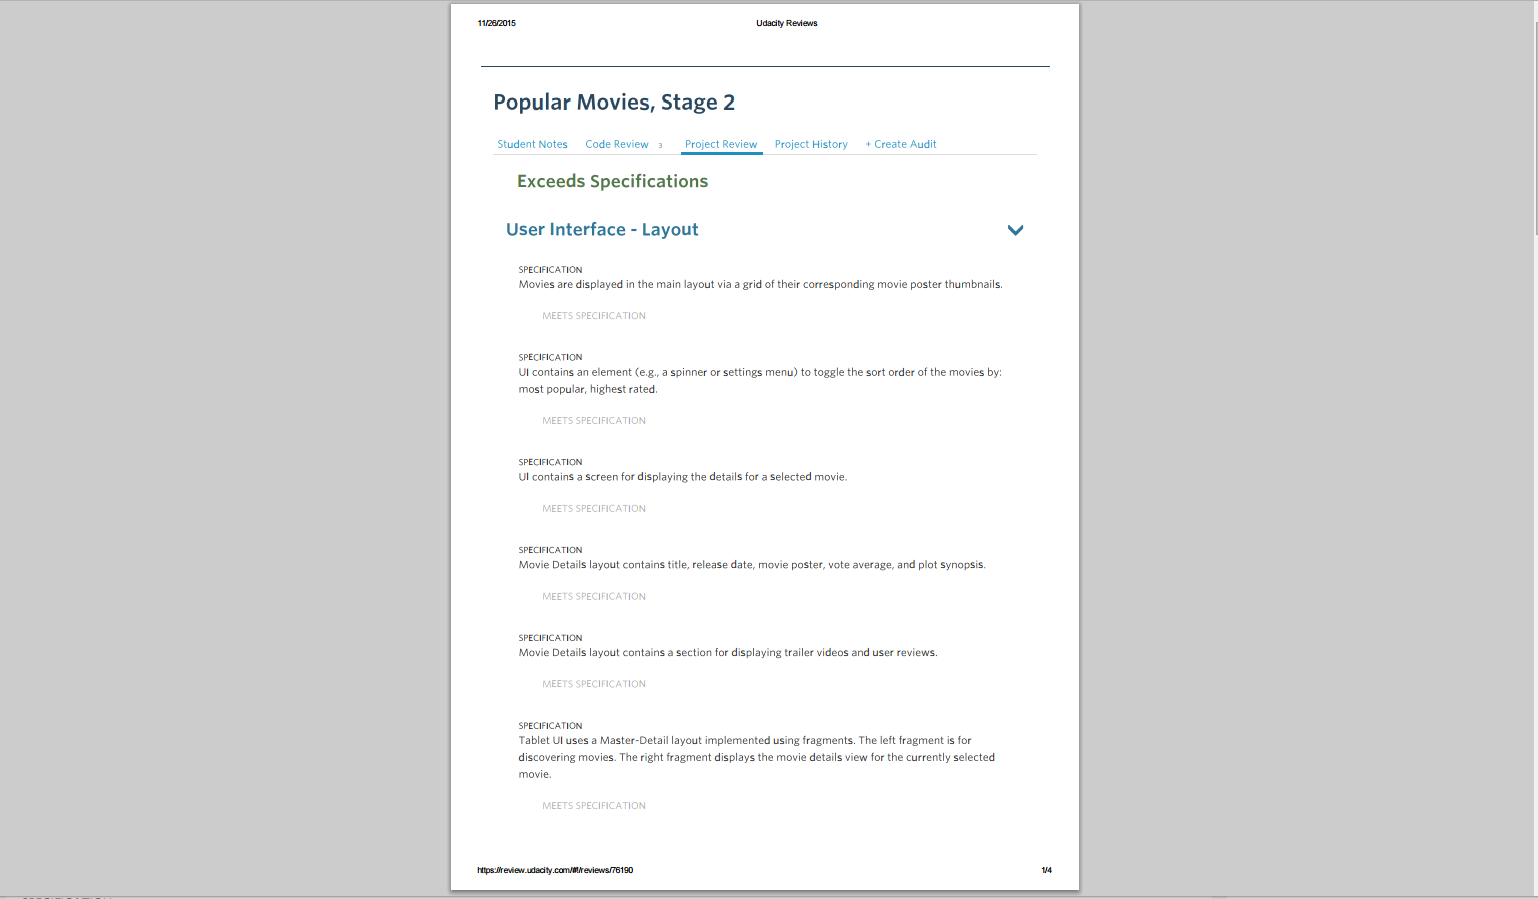 11/26/2015 Udacity Reviews
Popular Movies, Stage 2
Student Notes Code Review 3 Project Review Project History + Create Audit
Exceeds Specifications
User Interface - Layout
SPECIFICATION
Movies are displayed in the main layout via a grid of their corresponding movie poster thumbnails.
MEETS SPECIFICATION
SPECIFICATION
UI contains an element (e.g., a spinner or settings menu) to toggle the sort order of the movies by:
most popular, highest rated.
MEETS SPECIFICATION
SPECIFICATION
UI contains a screen for displaying the details for a selected movie.
MEETS SPECIFICATION
SPECIFICATION
Movie Details layout contains title, release date, movie poster, vote average, and plot synopsis.
MEETS SPECIFICATION
SPECIFICATION
Movie Details layout contains a section for displaying trailer videos and user reviews.
MEETS SPECIFICATION
SPECIFICATION
Tablet UI uses a Master-Detail layout implemented using fragments. The left fragment is for
discovering movies. The right fragment displays the movie details view for the currently selected
movie.
MEETS SPECIFICATION
https://review.udacity.com/#!/reviews/76190 1/4